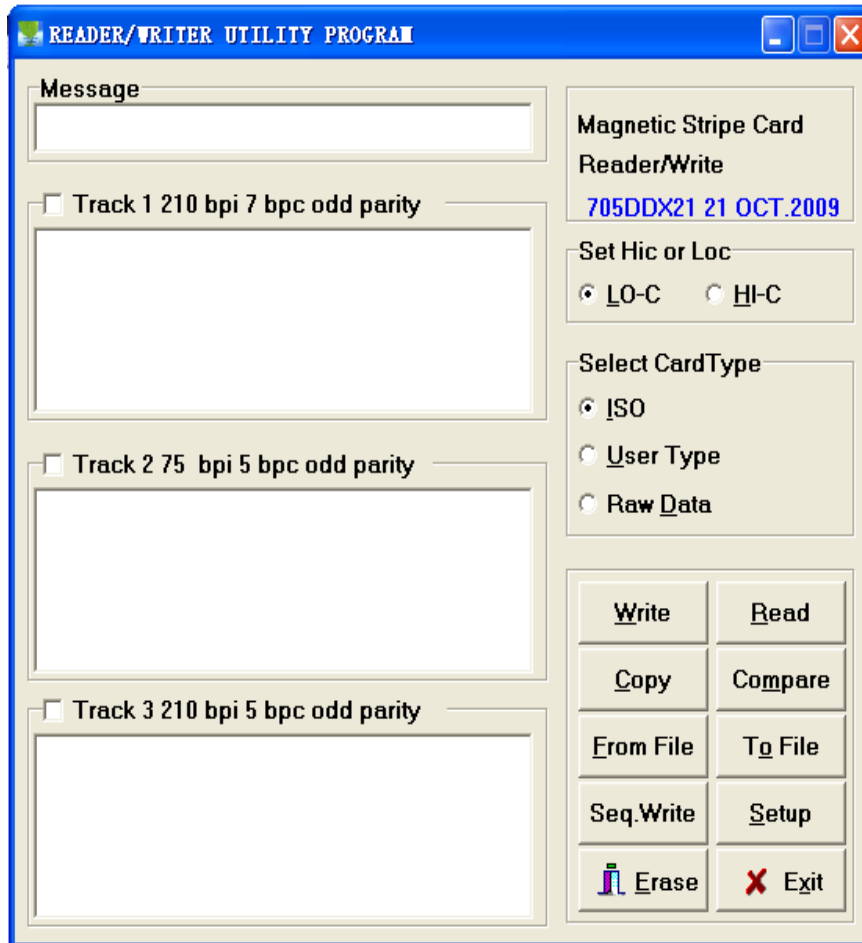 READER/WRITER UTILITY PROGRAM
Message
Track 1 210 bpi 7 bpc odd parity
Track 2 75 bpi 5 bpc odd parity
Track 3 210 bpi 5 bpc odd parity
Magnetic Stripe Card
Reader/Write
705DDX21 21 OCT.2009
Set Hic or Loc
LO-C HI-C
Select CardType
ISO
User Type
Raw Data
Write Read
Copy Compare
From File To File
Seq.Write Setup
Erase Exit